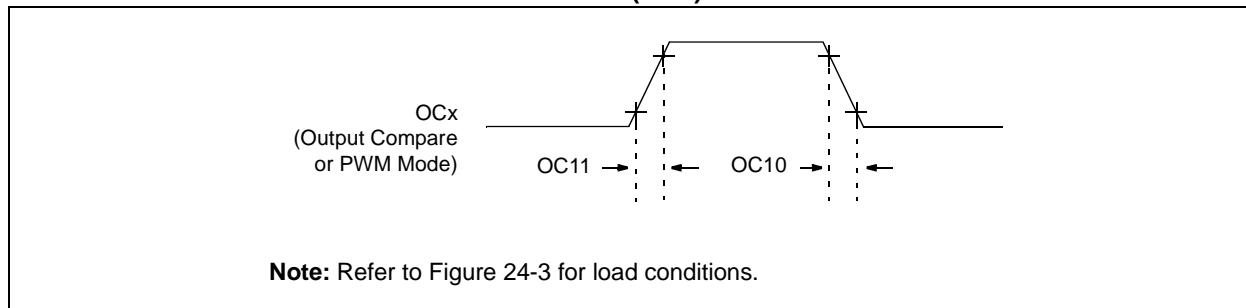 OCx
(Output Compare
or PWM Mode)
OC11
OC10
Note: Refer to Figure 24-3 for load conditions.